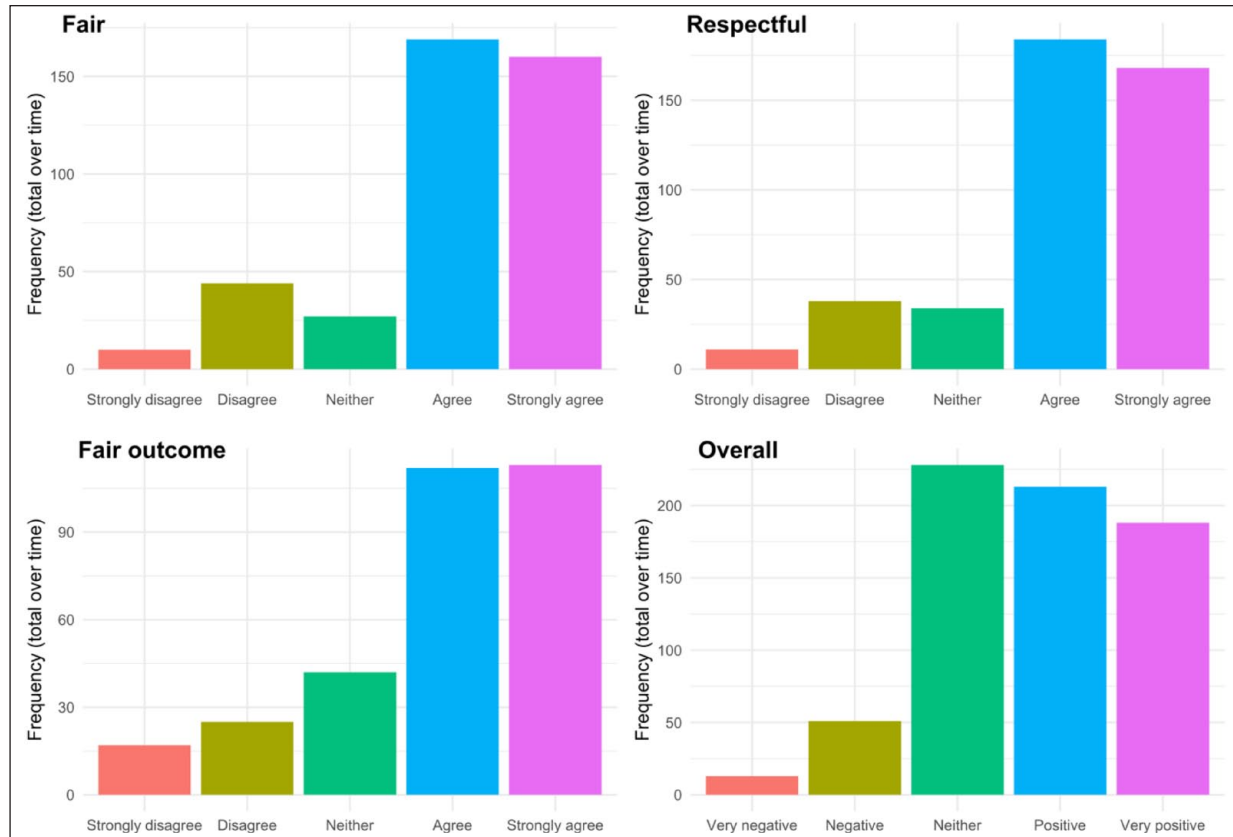 Fair
Frequency (total over time)
150
100
50
0
Strongly disagree Disagree Neither Agree Strongly agree
Respectful
Frequency (total over time)
150
100
50
0
Strongly disagree Disagree Neither Agree Strongly agree
Fair outcome
Frequency (total over time)
90
60
30
0
Strongly disagree Disagree Neither Agree Strongly agree
Overall
Frequency (total over time)
200
150
100
50
0
Very negative Negative Neither Positive Very positive